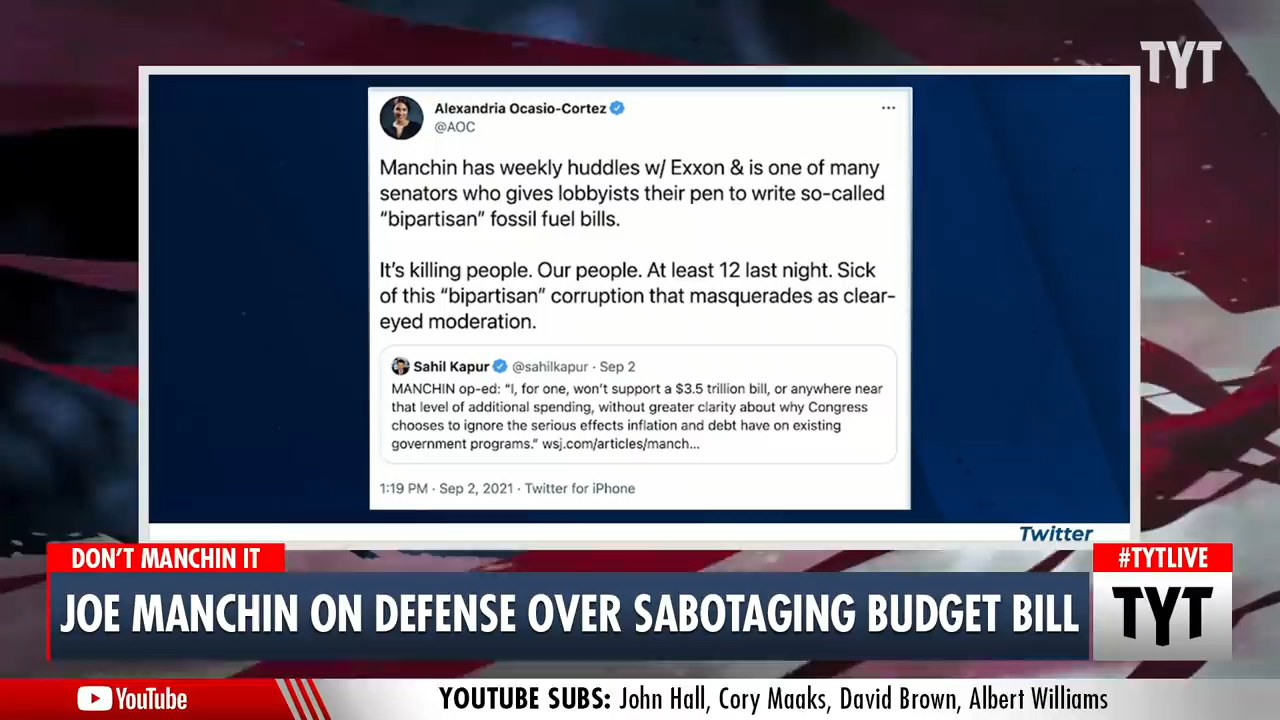 TYT
Alexandria Ocasio-Cortez
@AOC
Manchin has weekly huddles w/ Exxon & is one of many
senators who gives lobbyists their pen to write so-called
“bipartisan” fossil fuel bills.
It’s killing people. Our people. At least 12 last night. Sick
of this “bipartisan” corruption that masquerades as clear-
eyed moderation.
Sahil Kapur @sahilkapur · Sep 2
MANCHIN op-ed: “I, for one, won’t support a $3.5 trillion bill, or anywhere near
that level of additional spending, without greater clarity about why Congress
chooses to ignore the serious effects inflation and debt have on existing
government programs.” wsj.com/articles/manch...
1:19 PM · Sep 2, 2021 · Twitter for iPhone
Twitter
DON’T MANCHIN IT
#TYTLIVE
JOE MANCHIN ON DEFENSE OVER SABOTAGING BUDGET BILL
TYT
YouTube
YOUTUBE SUBS: John Hall, Cory Maaks, David Brown, Albert Williams